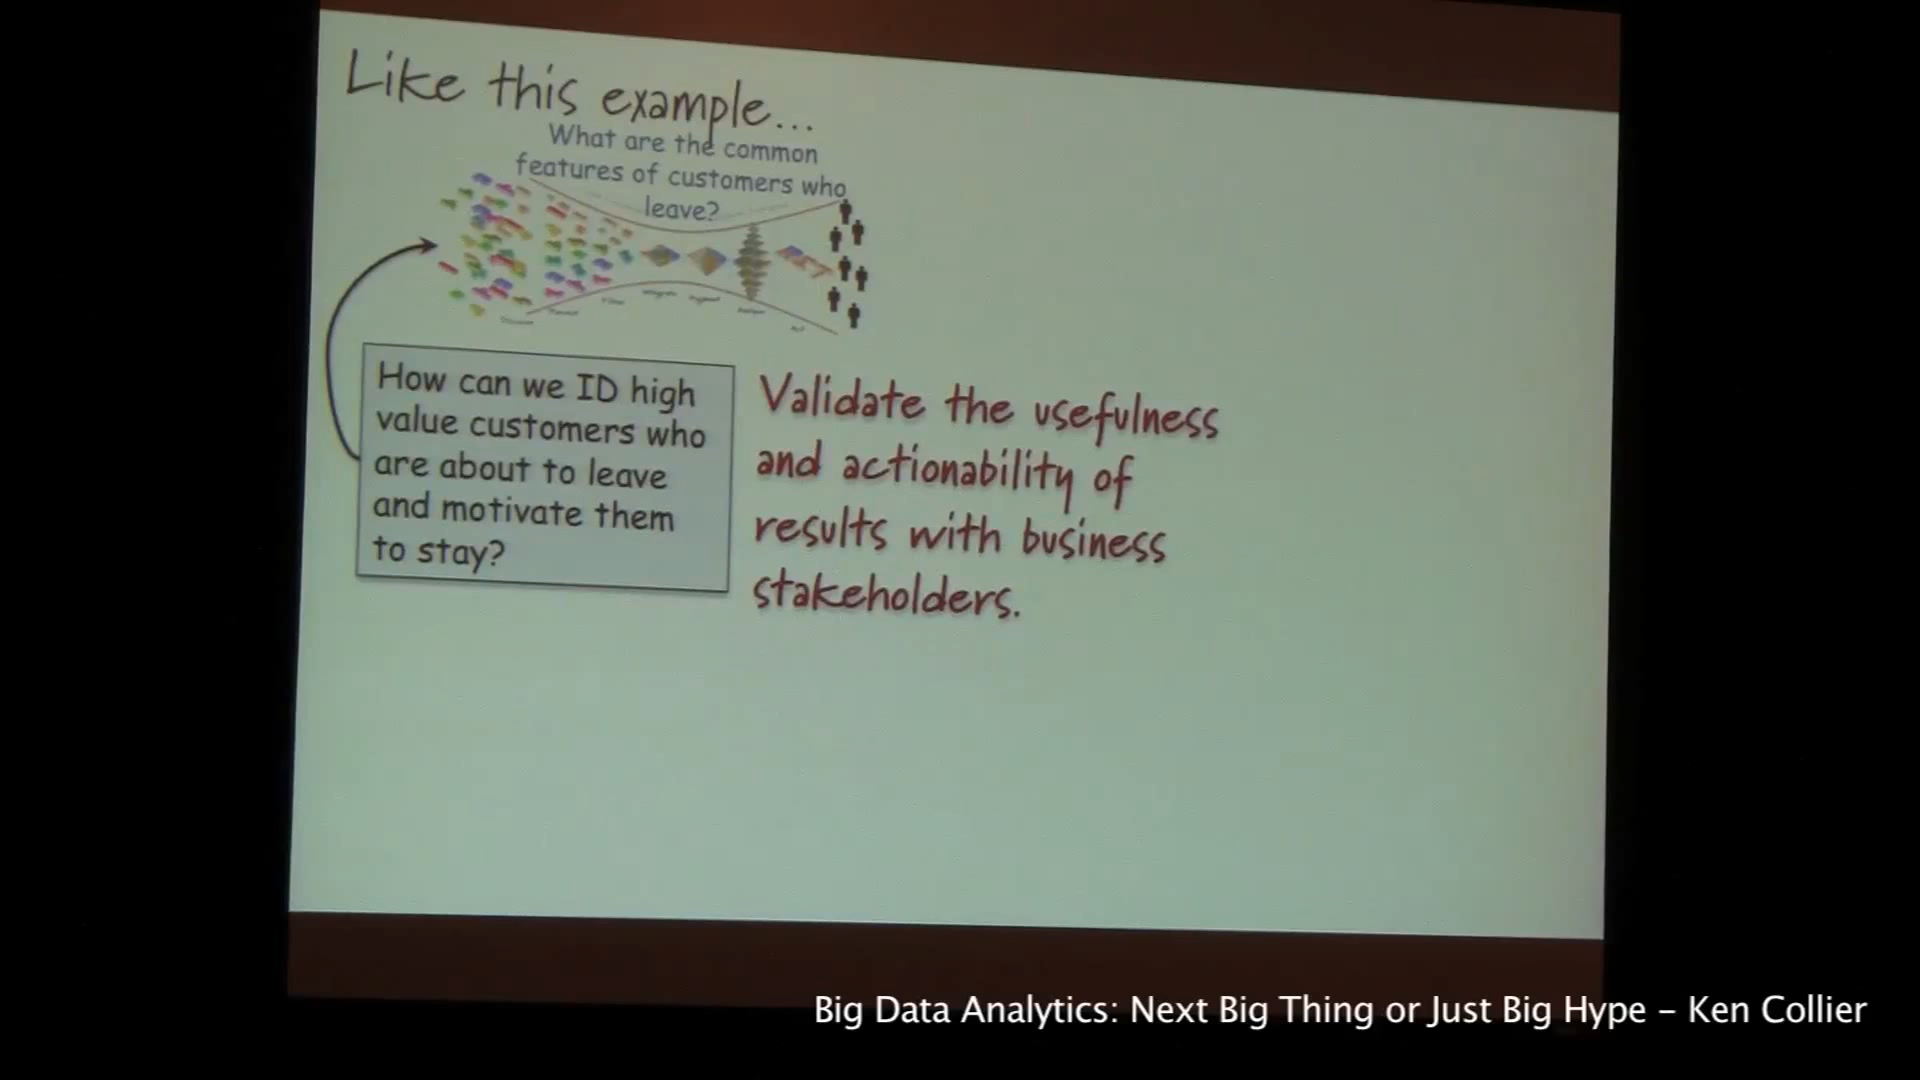 Like this example...
What are the common
features of customers who
leave?
How can we ID high
value customers who
are about to leave
and motivate them
to stay?
Validate the usefulness
and actionability of
results with business
stakeholders.
Big Data Analytics: Next Big Thing or Just Big Hype – Ken Collier